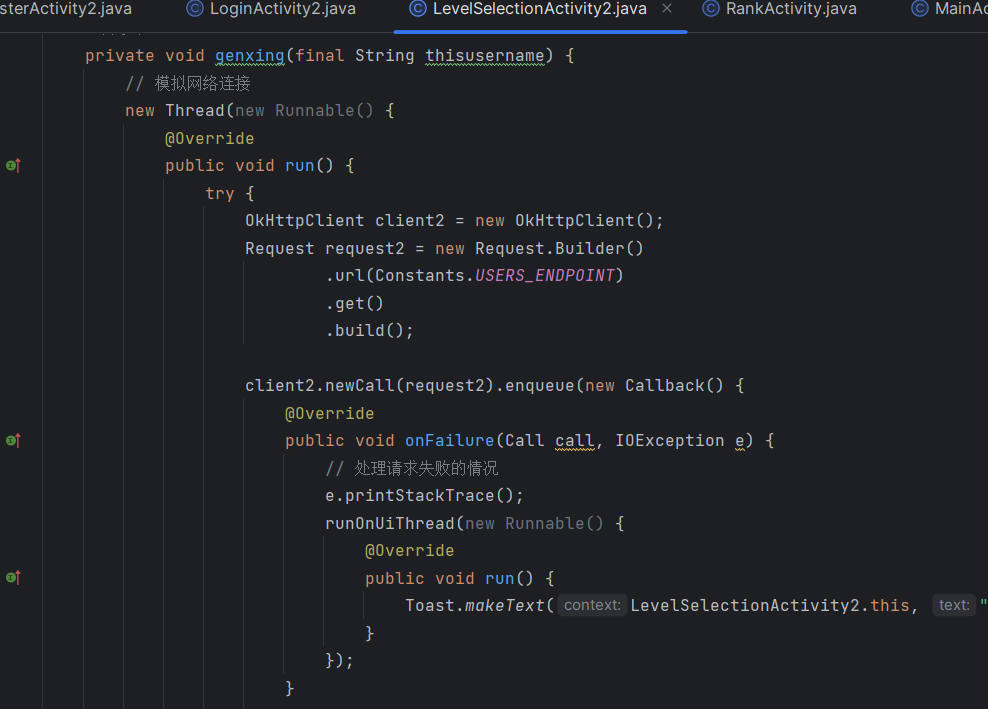 sterActivity2.java LoginActivity2.java LevelSelectionActivity2.java RankActivity.java MainAc
private void genxing(final String thisusername) {
// 模拟网络连接
new Thread(new Runnable() {
@Override
public void run() {
try {
OkHttpClient client2 = new OkHttpClient();
Request request2 = new Request.Builder()
.url(Constants.USERS_ENDPOINT)
.get()
.build();
client2.newCall(request2).enqueue(new Callback() {
@Override
public void onFailure(Call call, IOException e) {
// 处理请求失败的情况
e.printStackTrace();
runOnUiThread(new Runnable() {
@Override
public void run() {
Toast.makeText( context: LevelSelectionActivity2.this, text: "
}
});
}